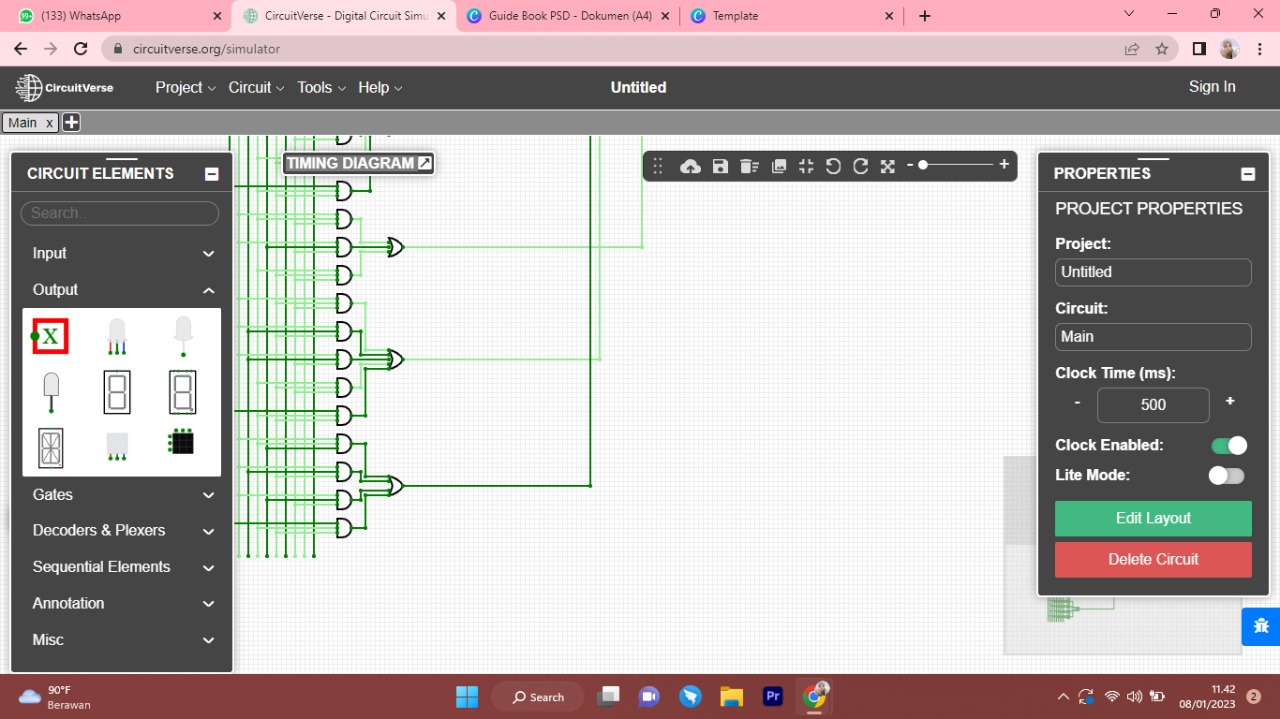 (133) WhatsApp
CircuitVerse - Digital Circuit Simu
Guide Book PSD - Dokumen (A4)
Template
circuitverse.org/simulator
CircuitVerse
Project
Circuit
Tools
Help
Untitled
Sign In
Main x
TIMING DIAGRAM
CIRCUIT ELEMENTS
Search..
Input
Output
X
Gates
Decoders & Plexers
Sequential Elements
Annotation
Misc
PROPERTIES
PROJECT PROPERTIES
Project:
Untitled
Circuit:
Main
Clock Time (ms):
- 500 +
Clock Enabled:
Lite Mode:
Edit Layout
Delete Circuit
90°F
Berawan
Search
Pr
11.42
08/01/2023
2